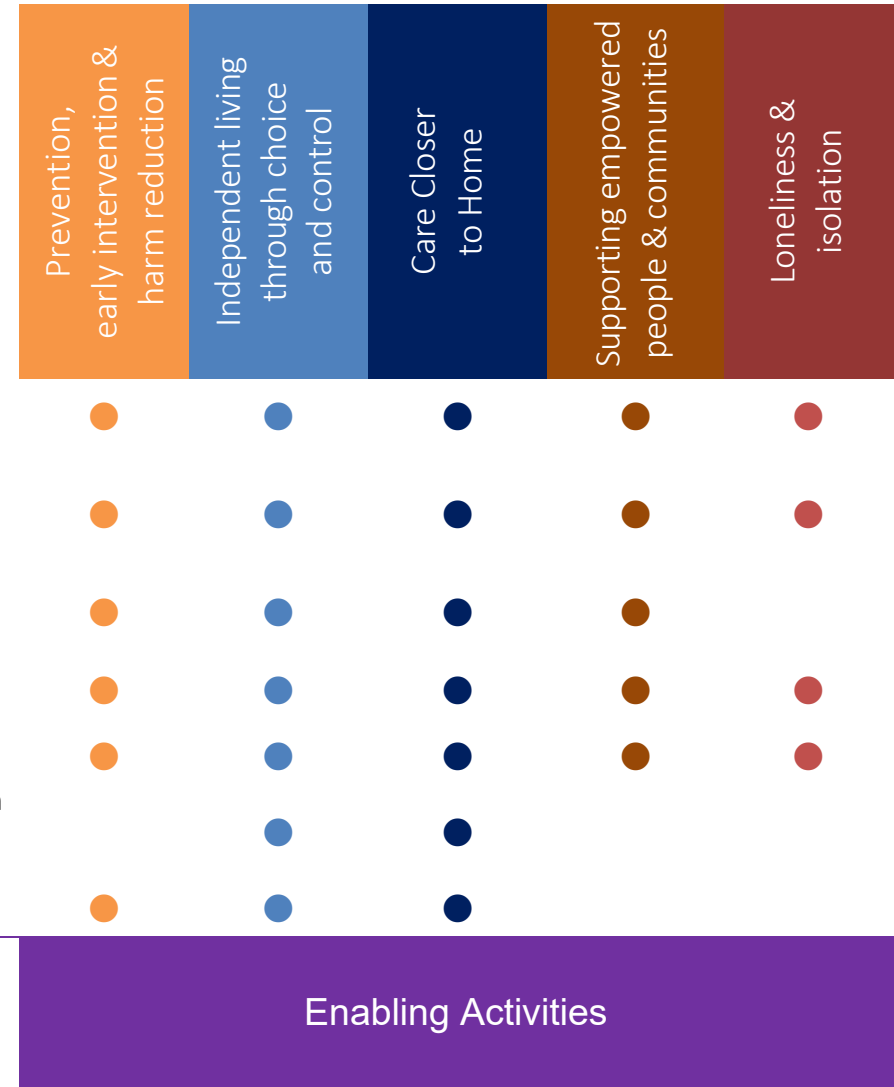 Prevention,
early intervention &
harm reduction
Independent living
through choice
and control
Care Closer
to Home
Supporting empowered
people & communities
Loneliness &
isolation
Enabling Activities